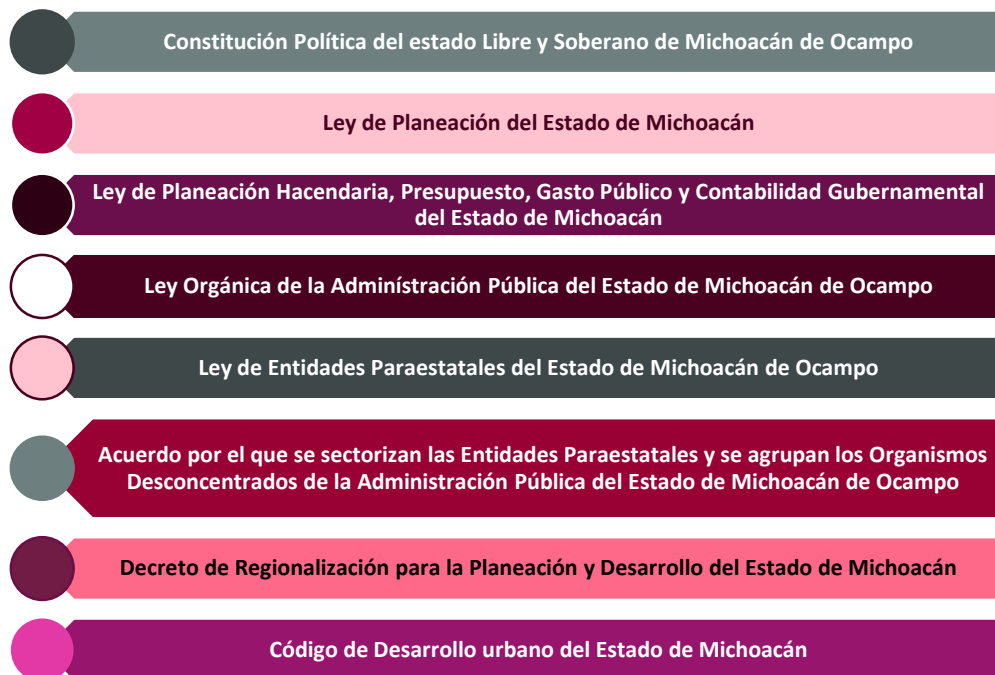 Constitución Política del estado Libre y Soberano de Michoacán de Ocampo
Ley de Planeación del Estado de Michoacán
Ley de Planeación Hacendaria, Presupuesto, Gasto Público y Contabilidad Gubernamental
del Estado de Michoacán
Ley Orgánica de la Adminístración Pública del Estado de Michoacán de Ocampo
Ley de Entidades Paraestatales del Estado de Michoacán de Ocampo
Acuerdo por el que se sectorizan las Entidades Paraestatales y se agrupan los Organismos
Desconcentrados de la Administración Pública del Estado de Michoacán de Ocampo
Decreto de Regionalización para la Planeación y Desarrollo del Estado de Michoacán
Código de Desarrollo urbano del Estado de Michoacán